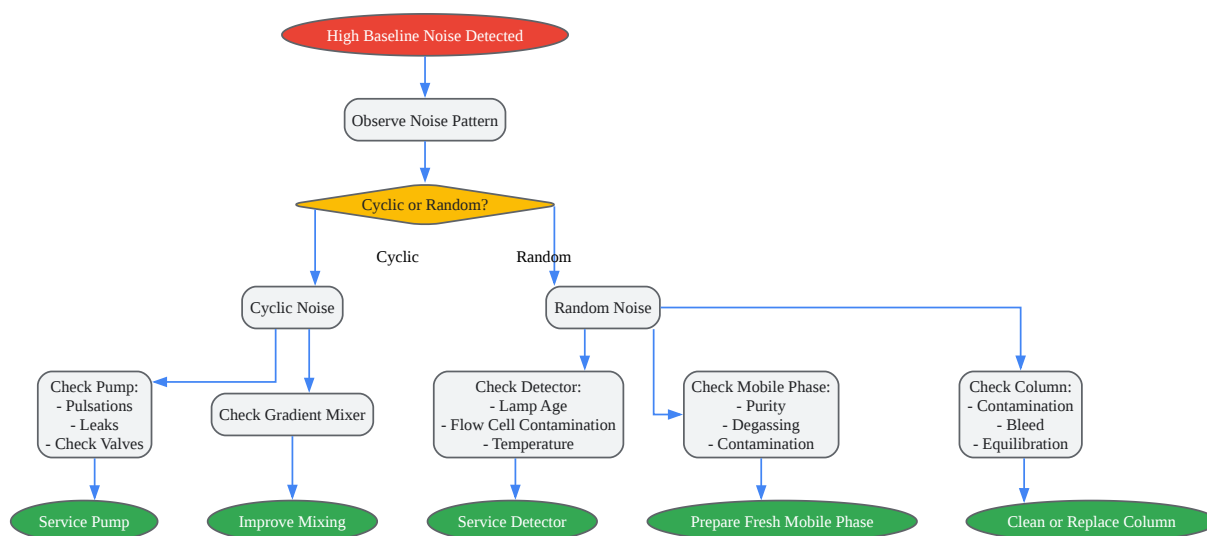 High Baseline Noise Detected
Observe Noise Pattern
Cyclic or Random?
Cyclic
Random
Cyclic Noise
Random Noise
Check Pump:
- Pulsations
- Leaks
- Check Valves
Check Gradient Mixer
Check Detector:
- Lamp Age
- Flow Cell Contamination
- Temperature
Check Mobile Phase:
- Purity
- Degassing
- Contamination
Check Column:
- Contamination
- Bleed
- Equilibration
Service Pump
Improve Mixing
Service Detector
Prepare Fresh Mobile Phase
Clean or Replace Column